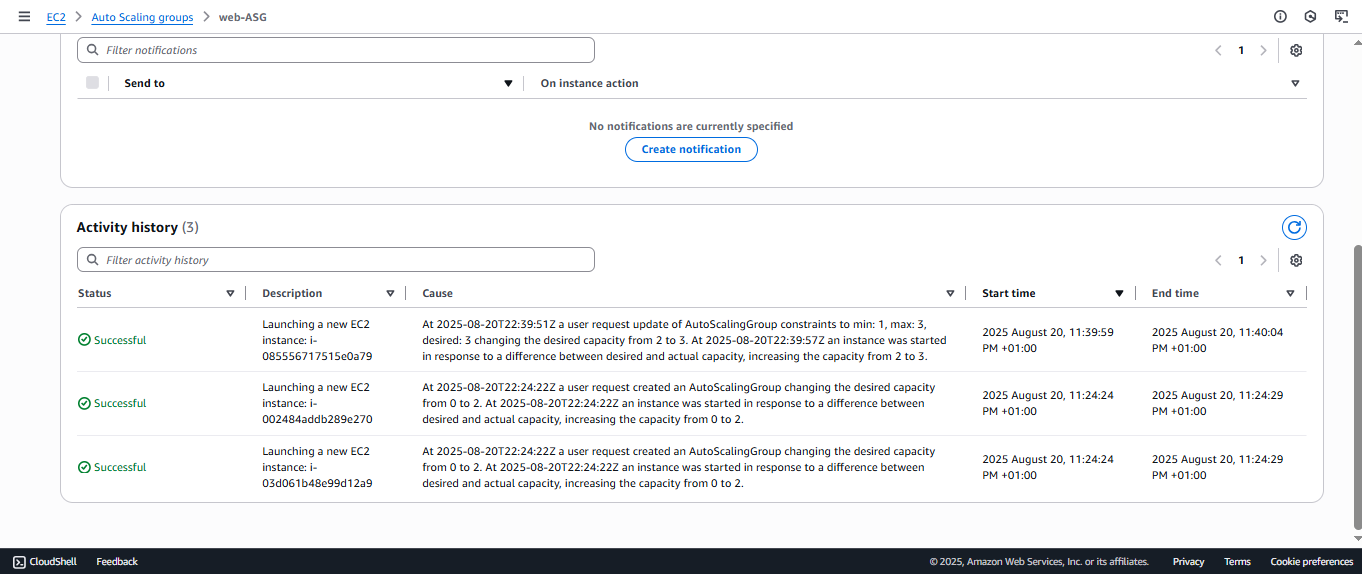 EC2 > Auto Scaling groups > web-ASG
Filter notifications
1
Send to
On instance action
No notifications are currently specified
Create notification
Activity history (3)
Filter activity history
1
Status
Description
Cause
Start time
End time
Successful
Launching a new EC2
instance: i-
085556717515e0a79
At 2025-08-20T22:39:51Z a user request update of AutoScalingGroup constraints to min: 1, max: 3,
desired: 3 changing the desired capacity from 2 to 3. At 2025-08-20T22:39:57Z an instance was started
in response to a difference between desired and actual capacity, increasing the capacity from 2 to 3.
2025 August 20, 11:39:59
PM +01:00
2025 August 20, 11:40:04
PM +01:00
Successful
Launching a new EC2
instance: i-
002484addb289e270
At 2025-08-20T22:24:22Z a user request created an AutoScalingGroup changing the desired capacity
from 0 to 2. At 2025-08-20T22:24:22Z an instance was started in response to a difference between
desired and actual capacity, increasing the capacity from 0 to 2.
2025 August 20, 11:24:24
PM +01:00
2025 August 20, 11:24:29
PM +01:00
Successful
Launching a new EC2
instance: i-
03d061b48e99d12a9
At 2025-08-20T22:24:22Z a user request created an AutoScalingGroup changing the desired capacity
from 0 to 2. At 2025-08-20T22:24:22Z an instance was started in response to a difference between
desired and actual capacity, increasing the capacity from 0 to 2.
2025 August 20, 11:24:24
PM +01:00
2025 August 20, 11:24:29
PM +01:00
CloudShell
Feedback
© 2025, Amazon Web Services, Inc. or its affiliates.
Privacy
Terms
Cookie preferences